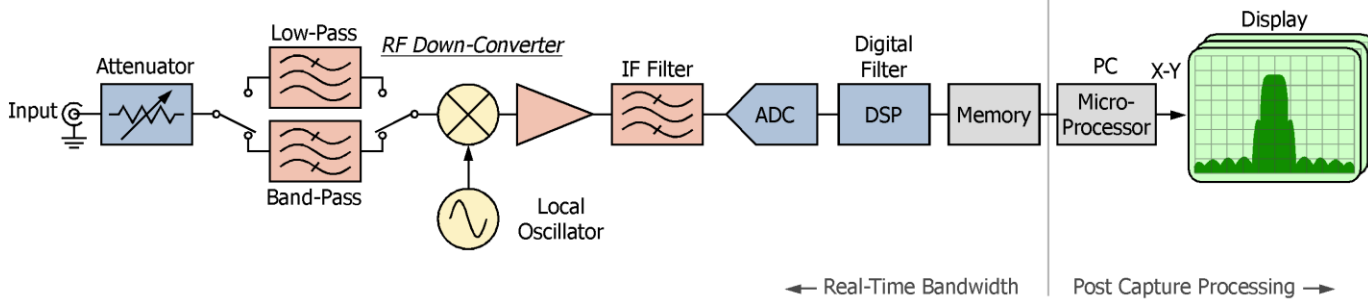 Input
Attenuator
Low-Pass
Band-Pass
RF Down-Converter
Local
Oscillator
IF Filter
ADC
Digital
Filter
DSP
Memory
PC
Micro-
Processor
X-Y
Display
Real-Time Bandwidth
Post Capture Processing